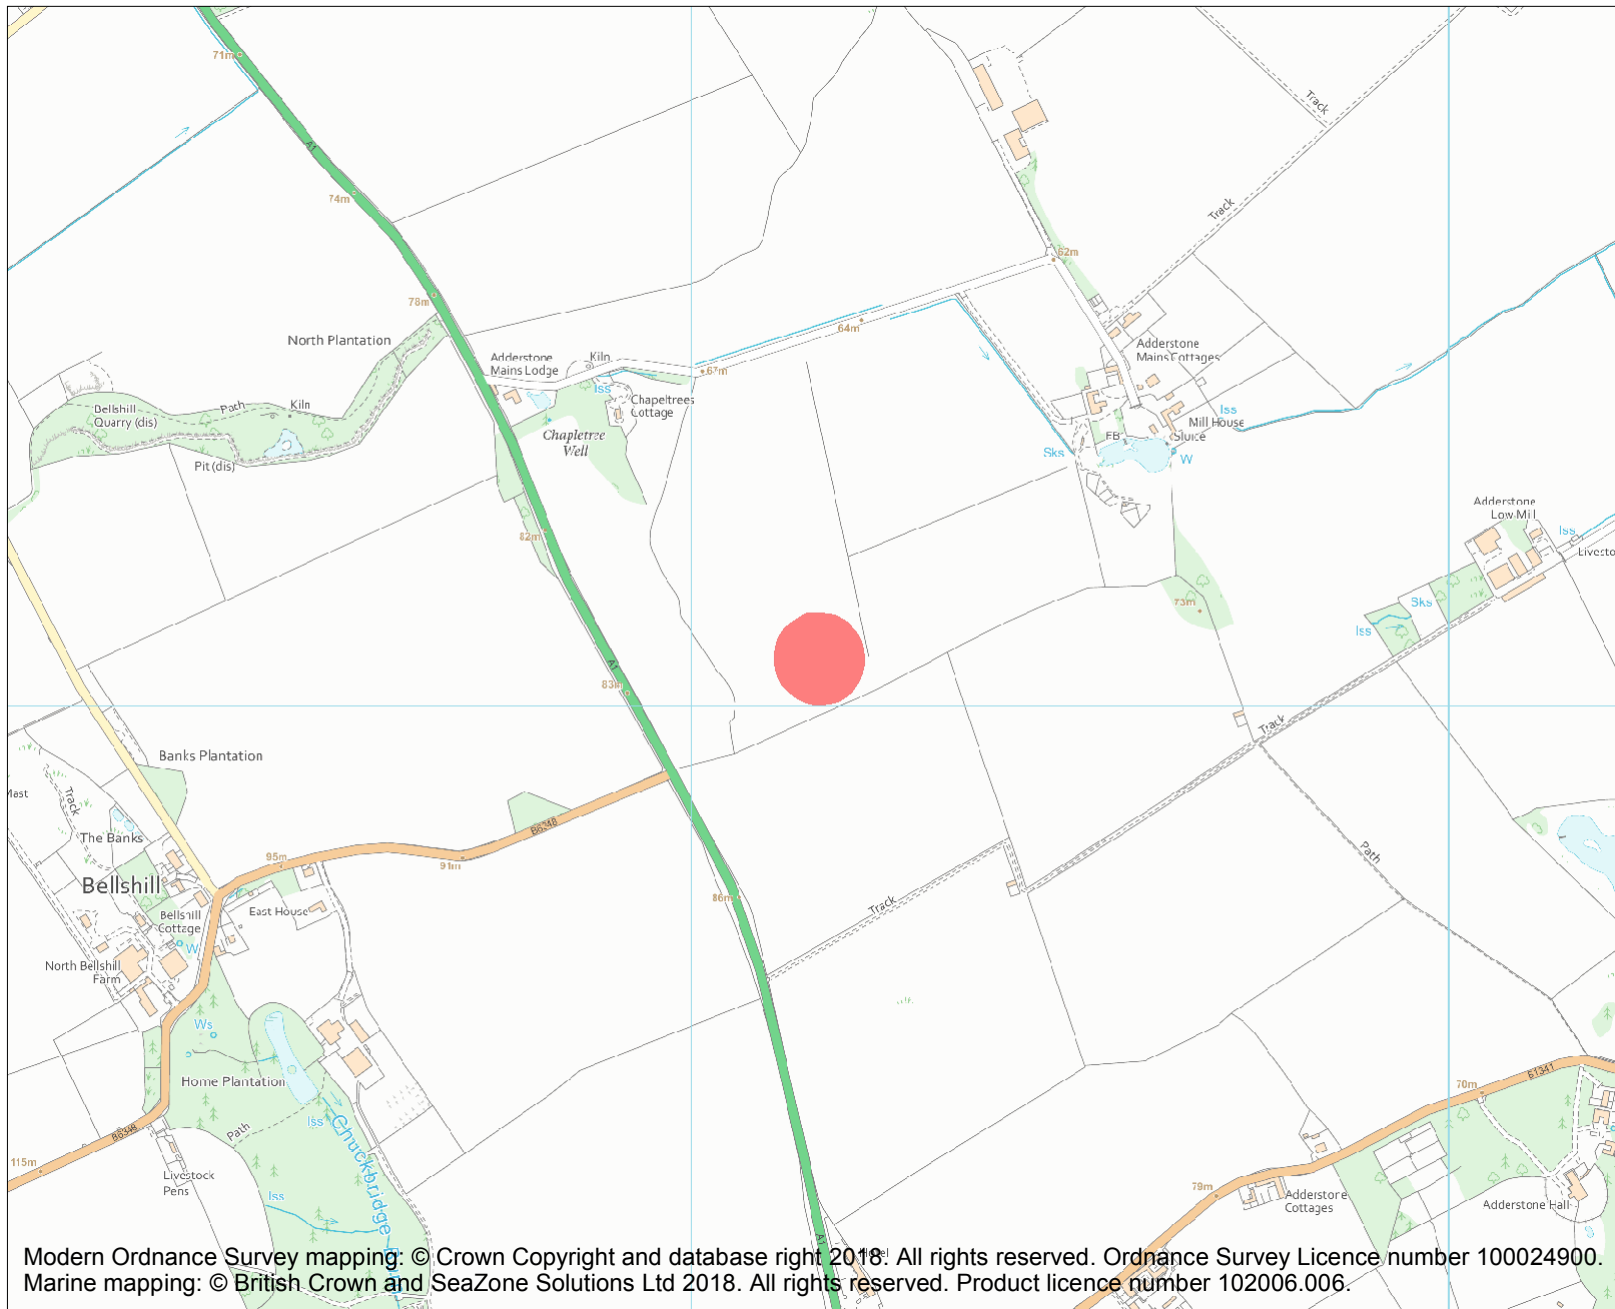 71m
A1
Track
74m
Track
62m
78m
64m
North Plantation
Adderstone
Mains Lodge
Kiln
67m
Adderstone
Mains Cottages
Iss
Chapeltrees
Cottage
Bellshill
Quarry (dis)
Path
Kiln
Iss
Mill House
Chapletree
Well
FB
Sluice
Sks
W
Pit (dis)
Adderstone
Low Mill
Iss
82m
73m
Sks
Iss
A1
83m
Track
Banks Plantation
Mast
Track
The Banks
B6348
95m
91m
Path
Bellshill
86m
Track
Bellshill
Cottage
East House
W
North Bellshill
Farm
Ws
Home Plantation
Iss
B1341
70m
B6348
Path
Chuckbridge
115m
Livestock
Pens
Iss
79m
Adderstone
Cottages
Adderstone Hall
A1
Modern Ordnance Survey mapping: © Crown Copyright and database right 2018. All rights reserved. Ordnance Survey Licence number 100024900.
Marine mapping: © British Crown and SeaZone Solutions Ltd 2018. All rights reserved. Product licence number 102006.006.